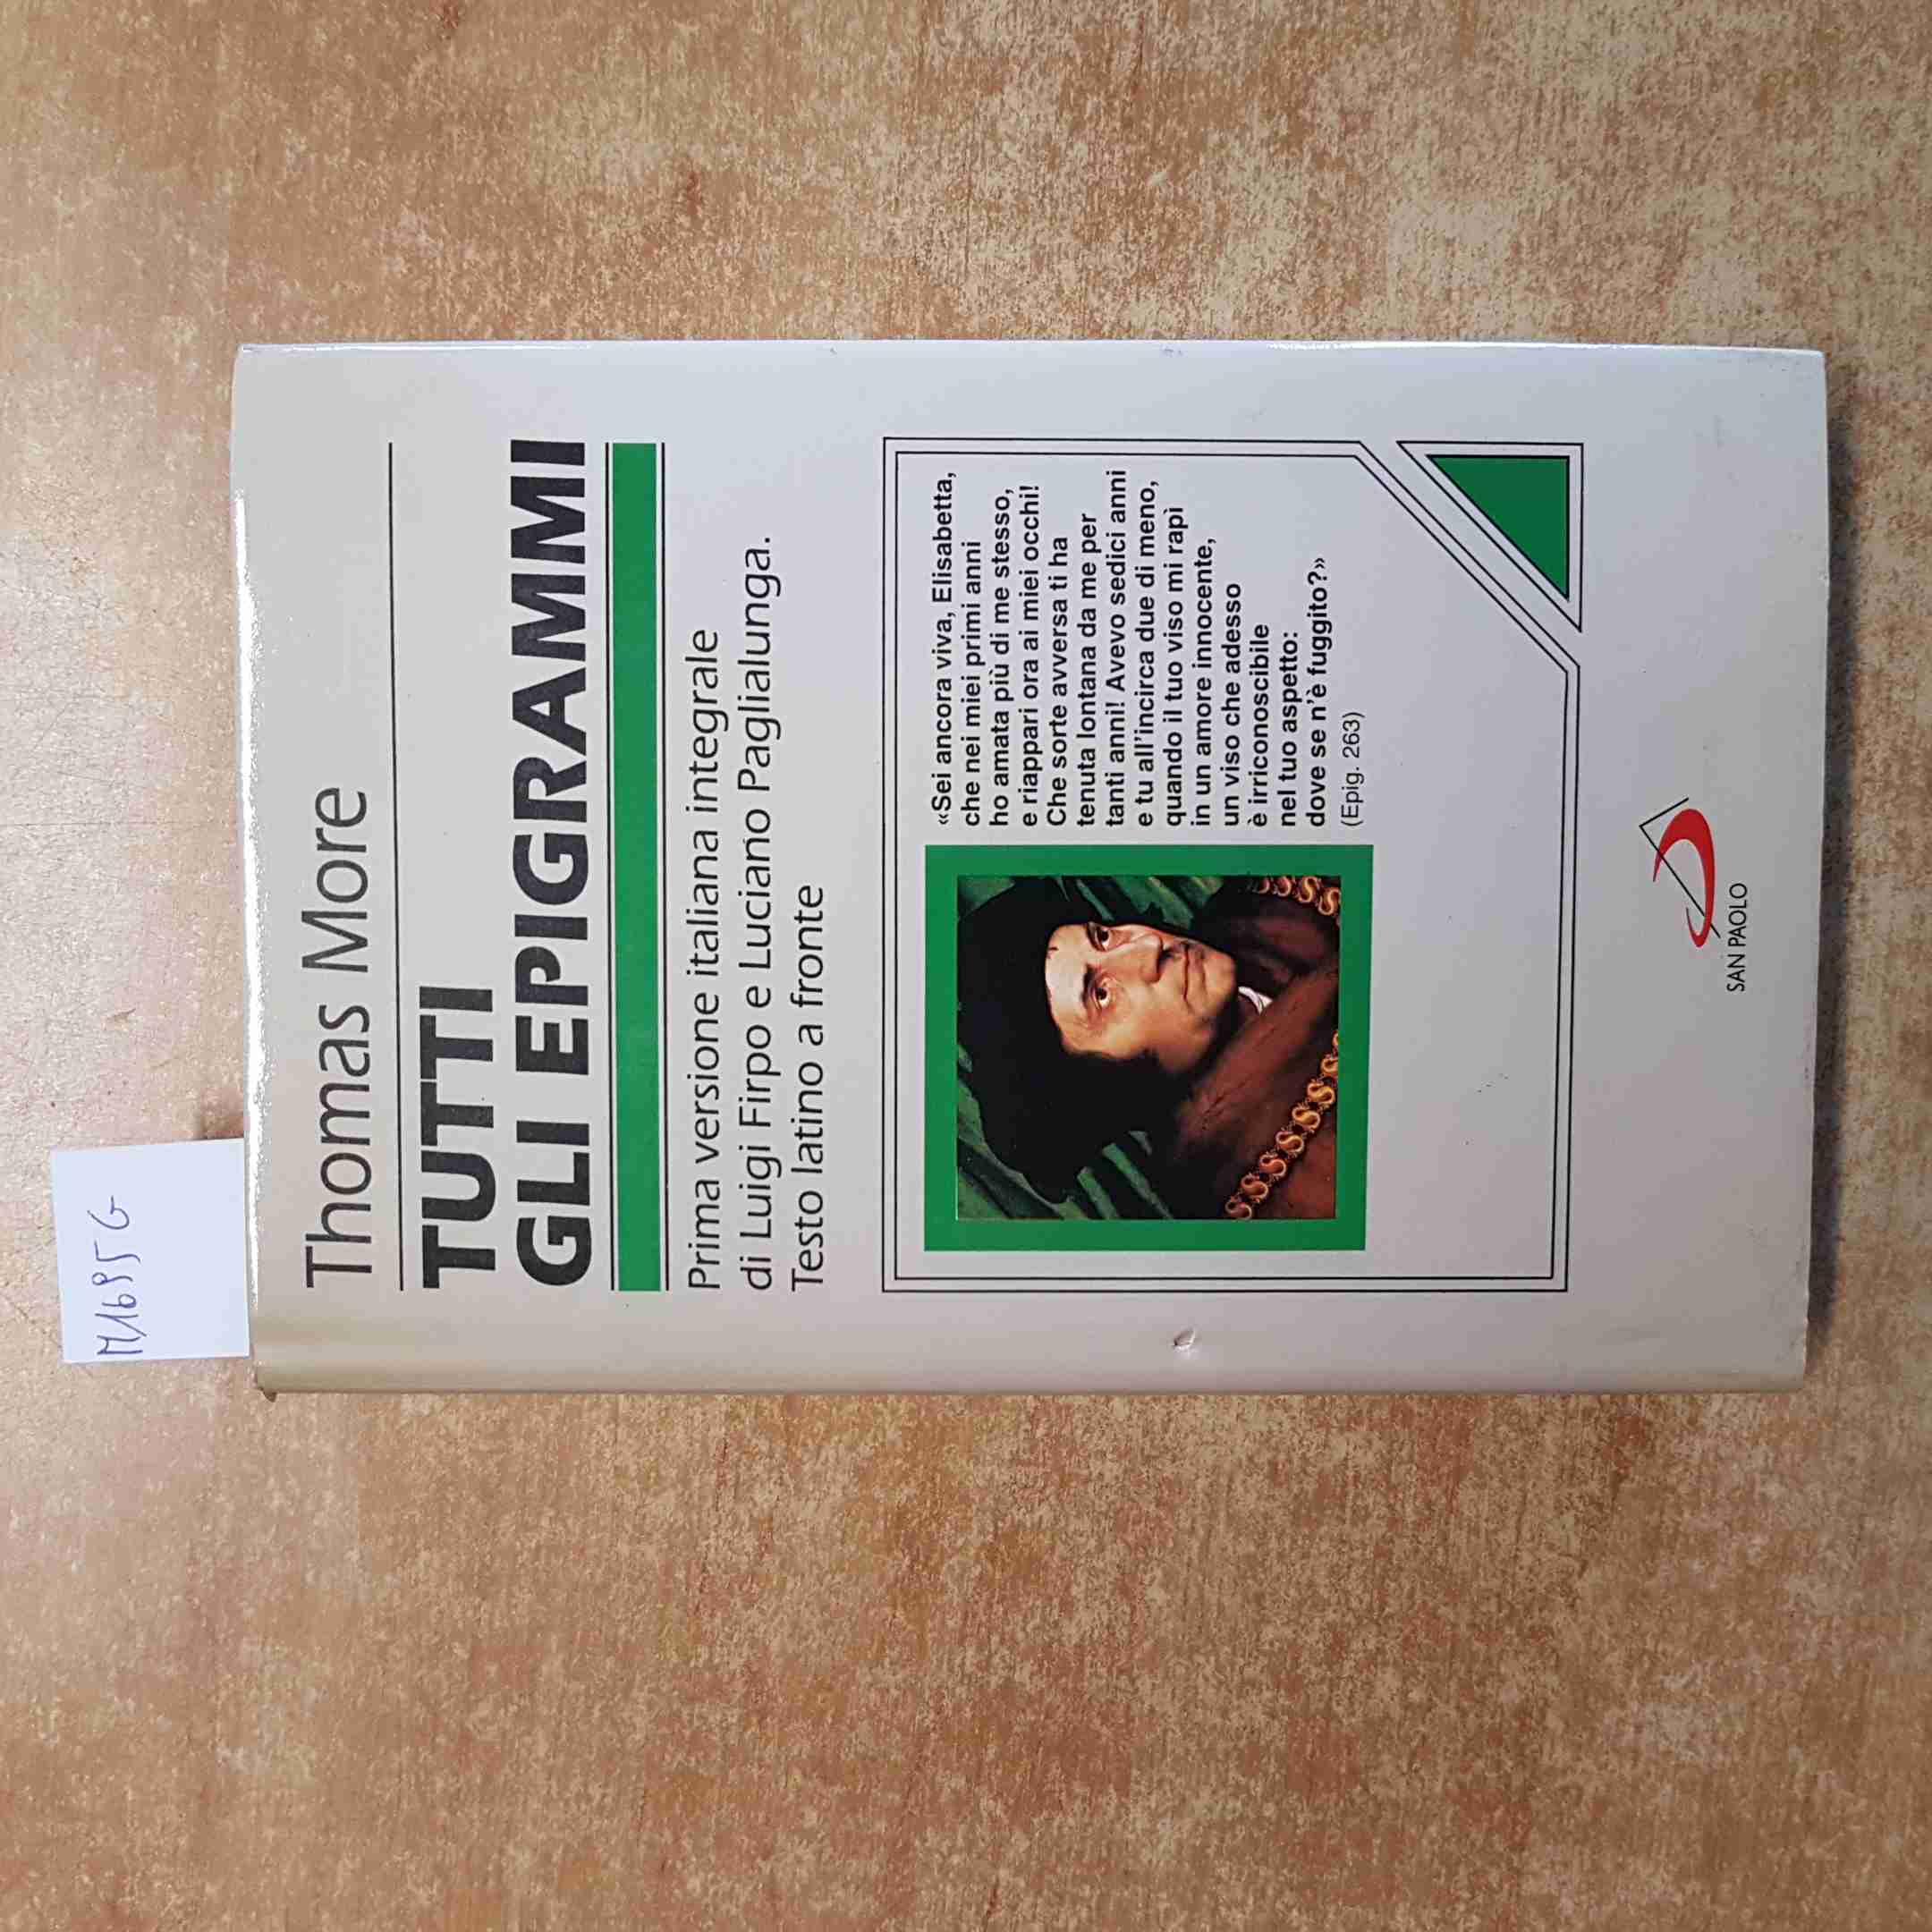 M1695G
Thomas More
TUTTI
GLI EPIGRAMMI
Prima versione italiana integrale
di Luigi Firpo e Luciano Paglialunga.
Testo latino a fronte
«Sei ancora viva, Elisabetta,
che nei miei primi anni
ho amata più di me stesso,
e riappari ora ai miei occhi!
Che sorte avversa ti ha
tenuta lontana da me per
tanti anni! Avevo sedici anni
e tu all'incirca due di meno,
quando il tuo viso mi rapì
in un amore innocente,
un viso che adesso
è irriconoscibile
nel tuo aspetto:
dove se n'è fuggito?»
(Epig. 263)
SAN PAOLO